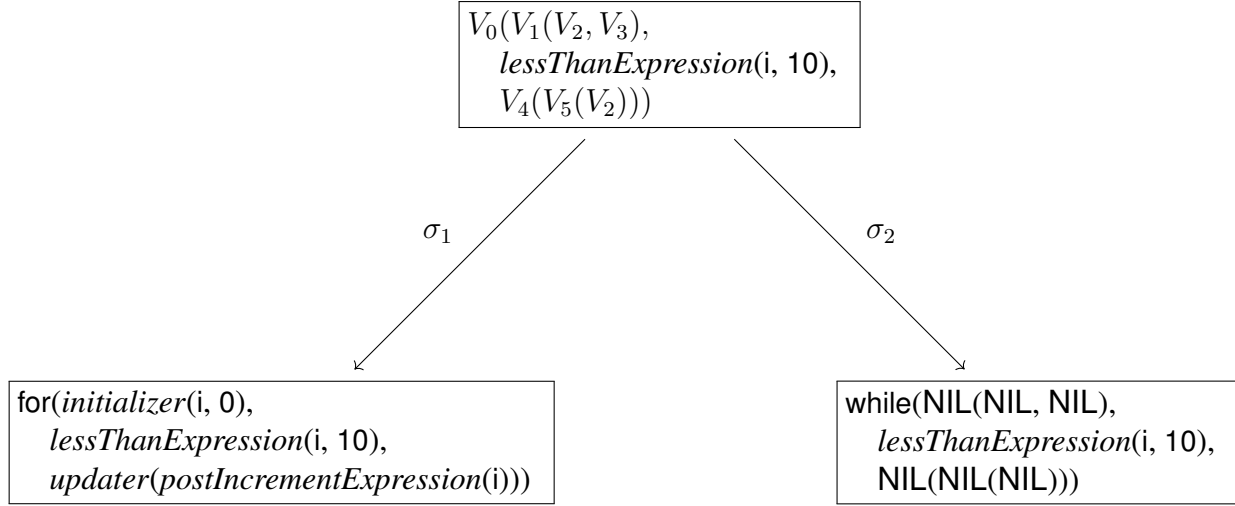 V₀(V₁(V₂, V₃),
lessThanExpression(i, 10),
V₄(V₅(V₂)))
σ₁
σ₂
for(initializer(i, 0),
lessThanExpression(i, 10),
updater(postIncrementExpression(i)))
while(NIL(NIL, NIL),
lessThanExpression(i, 10),
NIL(NIL(NIL)))